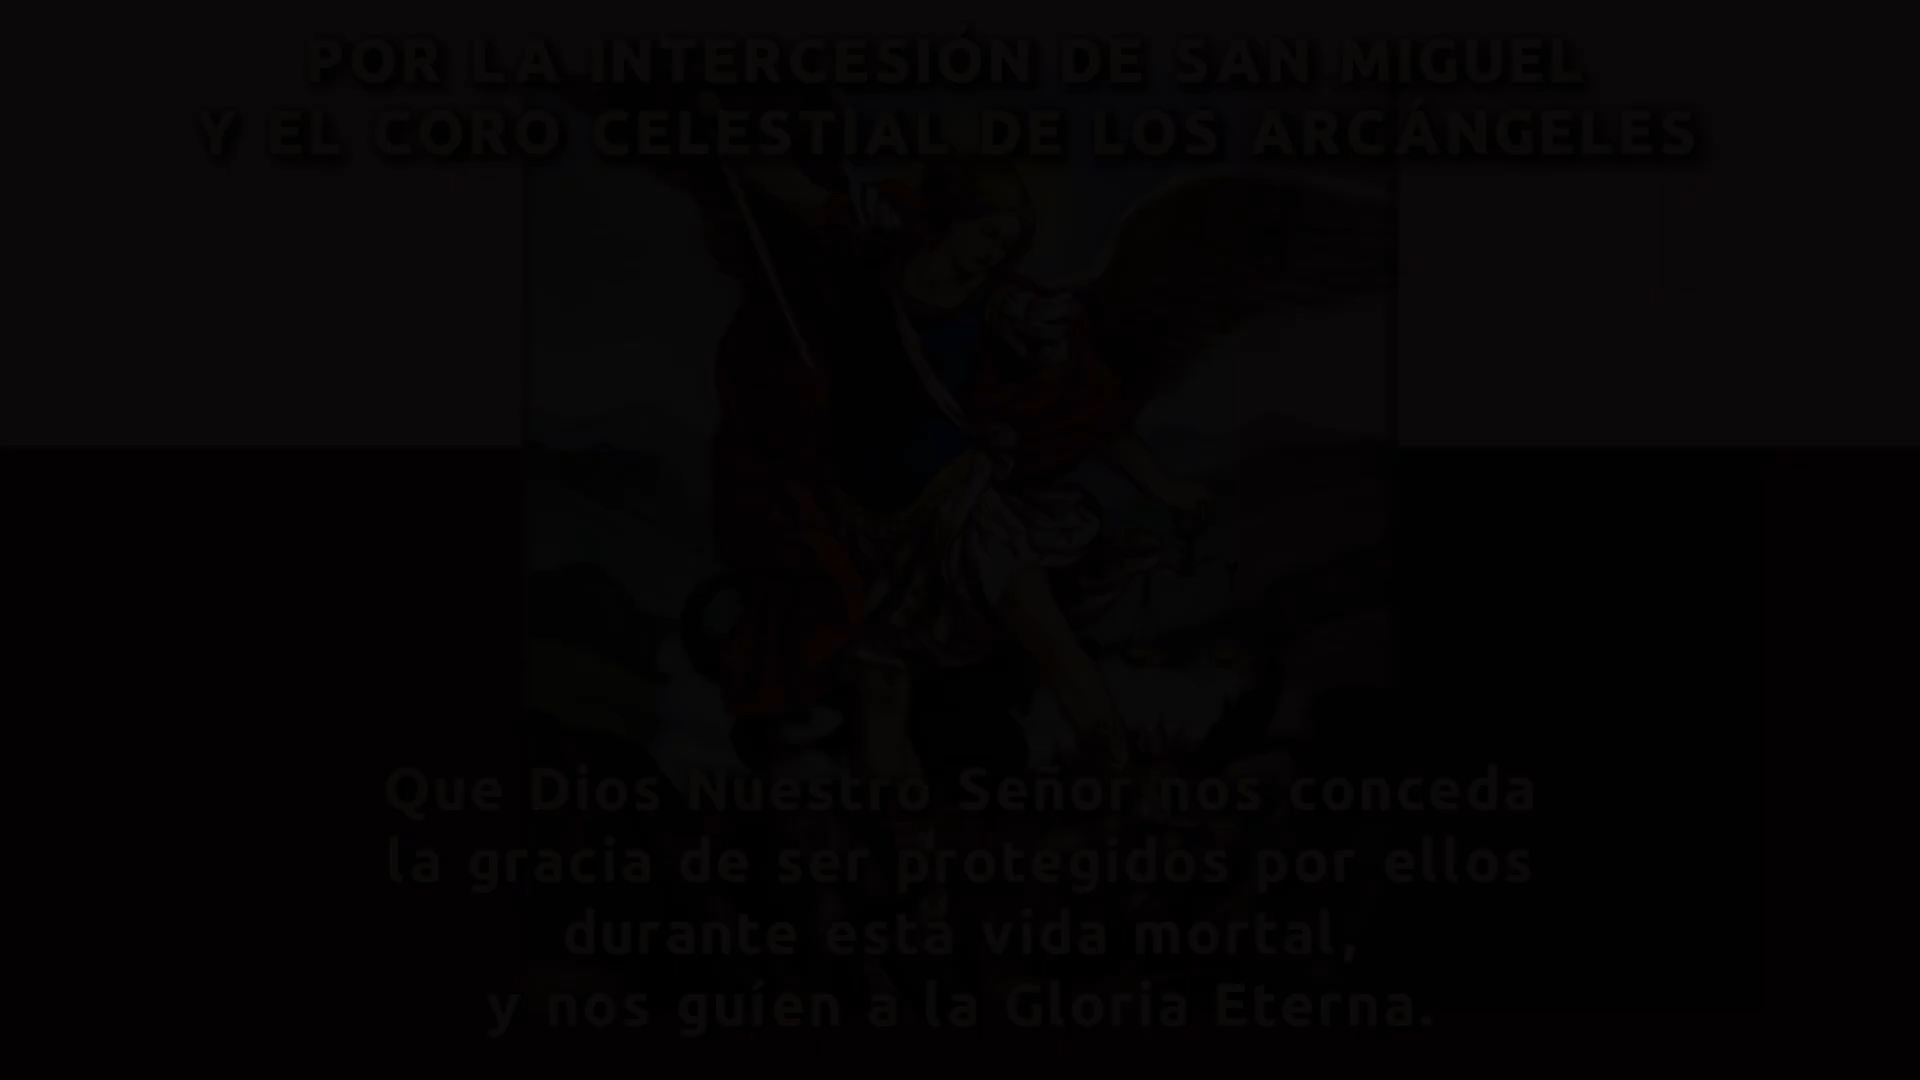 POR LA INTERCESIÓN DE SAN MIGUEL
Y EL CORO CELESTIAL DE LOS ARCÁNGELES
Que Dios Nuestro Señor nos conceda
la gracia de ser protegidos por ellos
durante esta vida mortal,
y nos guíen a la Gloria Eterna.